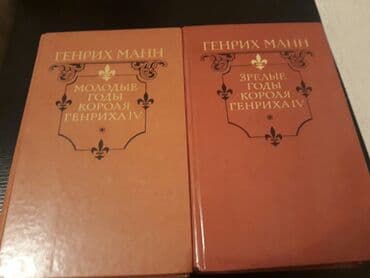 ГЕНРИХ МАНН
МОЛОДЫЕ
ГОДЫ
КОРОЛЯ
ГЕНРИХА IV
ГЕНРИХ МАНН
ЗРЕЛЫЕ
ГОДЫ
КОРОЛЯ
ГЕНРИХА IV